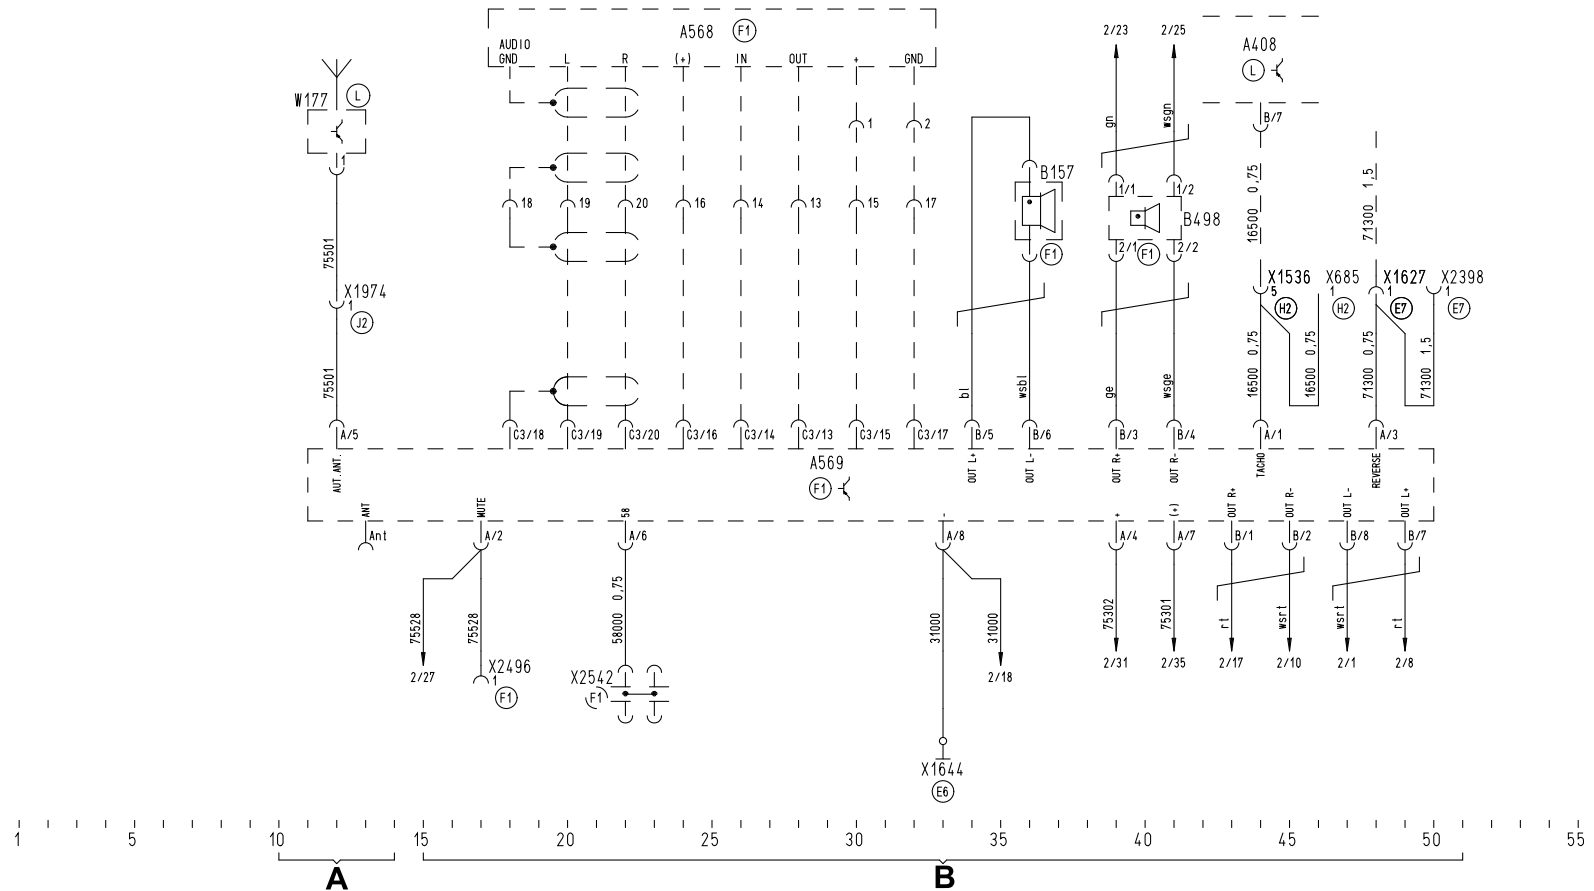 A568 F1
2/23 2/25
A408
L
AUDIO
GND L R (+) IN OUT + GND
W177 L
1
B/7
1 2
gn wsgn
B157
F1
1/1 1/2
B498
2/1 F1 2/2
18 19 20 16 14 13 15 17
16500 0,75
71300 1,5
75501
X1974
1
J2
X1536
5
H2
X685
1
H2
X1627
1
E7
X2398
1
E7
75501
bl wsbl ge wsge
16500 0,75 16500 0,75 71300 0,75 71300 1,5
A/5 C3/18 C3/19 C3/20 C3/16 C3/14 C3/13 C3/15 C3/17 B/5 B/6 B/3 B/4 A/1 A/3
AUT.ANT. OUT L+ OUT L- OUT R+ OUT R- TACHO REVERSE
A569
F1
ANT MUTE 58 - + (+) OUT R+ OUT R- OUT L- OUT L+
Ant A/2 A/6 A/8 A/4 A/7 B/1 B/2 B/8 B/7
75528 75528 58000 0,75 31000 31000 75302 75301 rt wsrt wsrt rt
2/27
X2496
1
F1
X2542
F1
2/18 2/31 2/35 2/17 2/10 2/1 2/8
X1644
E6
1 5 10 15 20 25 30 35 40 45 50 55
A B